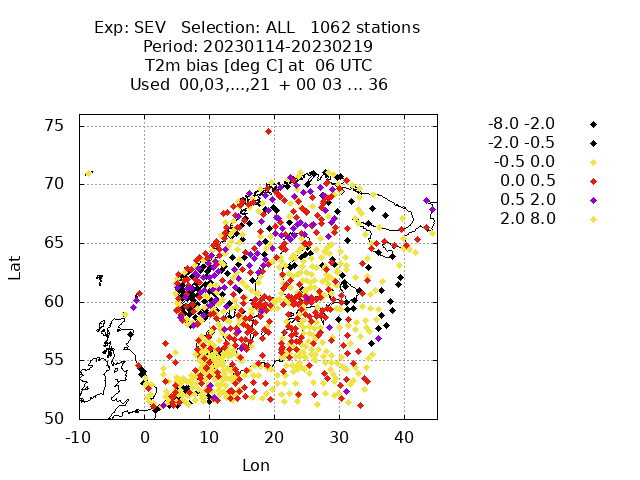 Exp: SEV Selection: ALL 1062 stations
Period: 20230114-20230219
T2m bias [deg C] at 06 UTC
Used 00,03,...,21 + 00 03 ... 36
75
70
65
60
55
50
-10 0 10 20 30 40
Lat
Lon
-8.0 -2.0
-2.0 -0.5
-0.5 0.0
0.0 0.5
0.5 2.0
2.0 8.0